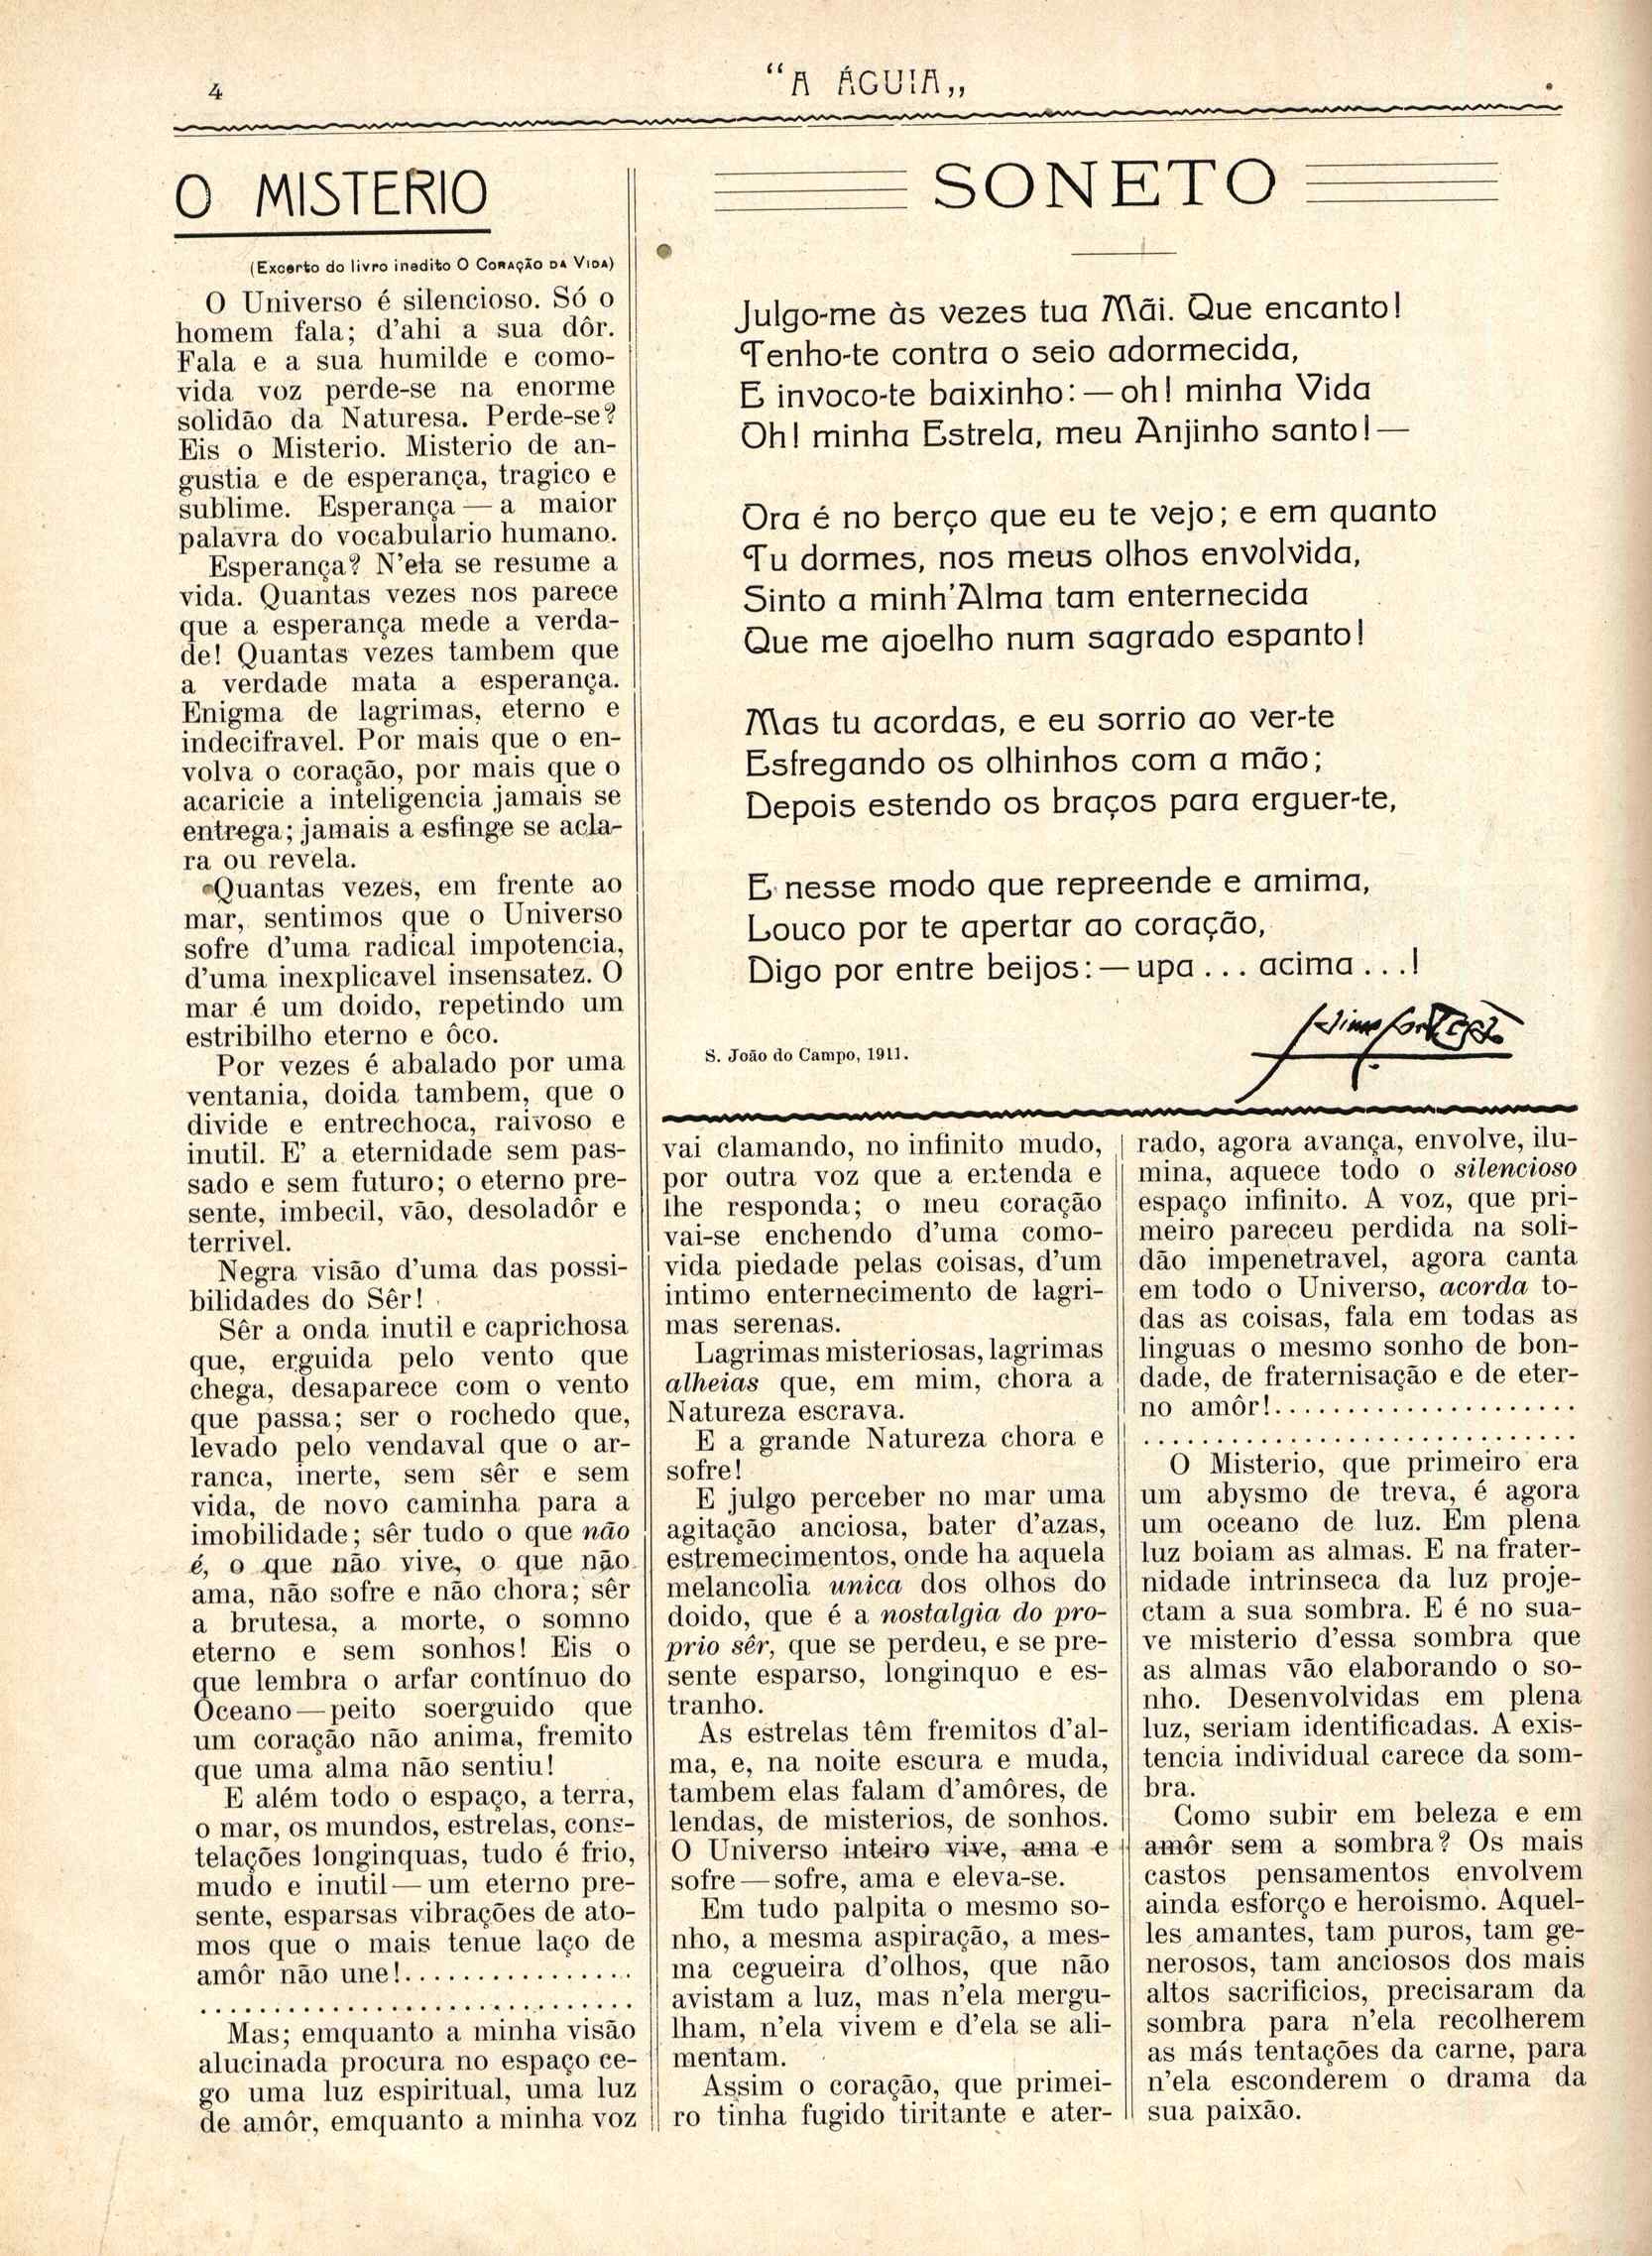 4
“A ÁGUIA„
O MISTERIO
(Excerto do livro inedito O CORAÇÃO DA VIDA)
O Universo é silencioso. Só o
homem fala; d'ahi a sua dôr.
Fala e a sua humilde e como-
vida voz perde-se na enorme
solidão da Naturesa. Perde-se?
Eis o Misterio. Misterio de an-
gustia e de esperança, tragico e
sublime. Esperança — a maior
palavra do vocabulario humano.
Esperança? N'ela se resume a
vida. Quantas vezes nos parece
que a esperança mede a verda-
de! Quantas vezes tambem que
a verdade mata a esperança.
Enigma de lagrimas, eterno e
indecifravel. Por mais que o en-
volva o coração, por mais que o
acaricie a inteligencia jamais se
entrega; jamais a esfinge se acla-
ra ou revela.
Quantas vezes, em frente ao
mar, sentimos que o Universo
sofre d'uma radical impotencia,
d'uma inexplicavel insensatez. O
mar é um doido, repetindo um
estribilho eterno e ôco.
Por vezes é abalado por uma
ventania, doida tambem, que o
divide e entrechoca, raivoso e
inutil. E' a eternidade sem pas-
sado e sem futuro; o eterno pre-
sente, imbecil, vão, desoladôr e
terrivel.
Negra visão d'uma das possi-
bilidades do Sêr!
Sêr a onda inutil e caprichosa
que, erguida pelo vento que
chega, desaparece com o vento
que passa; ser o rochedo que,
levado pelo vendaval que o ar-
ranca, inerte, sem sêr e sem
vida, de novo caminha para a
imobilidade; sêr tudo o que não
é, o que não vive, o que não
ama, não sofre e não chora; sêr
a brutesa, a morte, o somno
eterno e sem sonhos! Eis o
que lembra o arfar contínuo do
Oceano — peito soerguido que
um coração não anima, fremito
que uma alma não sentiu!
E além todo o espaço, a terra,
o mar, os mundos, estrelas, cons-
telações longinquas, tudo é frio,
mudo e inutil — um eterno pre-
sente, esparsas vibrações de ato-
mos que o mais tenue laço de
amôr não une!................
..............................
Mas; emquanto a minha visão
alucinada procura no espaço ce-
go uma luz espiritual, uma luz
de amôr, emquanto a minha voz
SONETO
Julgo-me às vezes tua Mãi. Que encanto!
Tenho-te contra o seio adormecida,
E invoco-te baixinho: — oh! minha Vida
Oh! minha Estrela, meu Anjinho santo! —
Ora é no berço que eu te vejo; e em quanto
Tu dormes, nos meus olhos envolvida,
Sinto a minh'Alma tam enternecida
Que me ajoelho num sagrado espanto!
Mas tu acordas, e eu sorrio ao ver-te
Esfregando os olhinhos com a mão;
Depois estendo os braços para erguer-te,
E nesse modo que repreende e amima,
Louco por te apertar ao coração,
Digo por entre beijos: — upa... acima...!
S. João do Campo, 1911.
vai clamando, no infinito mudo,
por outra voz que a entenda e
lhe responda; o meu coração
vai-se enchendo d'uma como-
vida piedade pelas coisas, d'um
intimo enternecimento de lagri-
mas serenas.
Lagrimas misteriosas, lagrimas
alheias que, em mim, chora a
Natureza escrava.
E a grande Natureza chora e
sofre!
E julgo perceber no mar uma
agitação anciosa, bater d'azas,
estremecimentos, onde ha aquela
melancolia unica dos olhos do
doido, que é a nostalgia do pro-
prio sêr, que se perdeu, e se pre-
sente esparso, longinquo e es-
tranho.
As estrelas têm fremitos d'al-
ma, e, na noite escura e muda,
tambem elas falam d'amôres, de
lendas, de misterios, de sonhos.
O Universo inteiro vive, ama e
sofre — sofre, ama e eleva-se.
Em tudo palpita o mesmo so-
nho, a mesma aspiração, a mes-
ma cegueira d'olhos, que não
avistam a luz, mas n'ela mergu-
lham, n'ela vivem e d'ela se ali-
mentam.
Assim o coração, que primei-
ro tinha fugido tiritante e ater-
rado, agora avança, envolve, ilu-
mina, aquece todo o silencioso
espaço infinito. A voz, que pri-
meiro pareceu perdida na soli-
dão impenetravel, agora canta
em todo o Universo, acorda to-
das as coisas, fala em todas as
linguas o mesmo sonho de bon-
dade, de fraternisação e de eter-
no amôr!.....................
..............................
O Misterio, que primeiro era
um abysmo de treva, é agora
um oceano de luz. Em plena
luz boiam as almas. E na frater-
nidade intrinseca da luz proje-
ctam a sua sombra. E é no sua-
ve misterio d'essa sombra que
as almas vão elaborando o so-
nho. Desenvolvidas em plena
luz, seriam identificadas. A exis-
tencia individual carece da som-
bra.
Como subir em beleza e em
amôr sem a sombra? Os mais
castos pensamentos envolvem
ainda esforço e heroismo. Aquel-
les amantes, tam puros, tam ge-
nerosos, tam anciosos dos mais
altos sacrificios, precisaram da
sombra para n'ela recolherem
as más tentações da carne, para
n'ela esconderem o drama da
sua paixão.